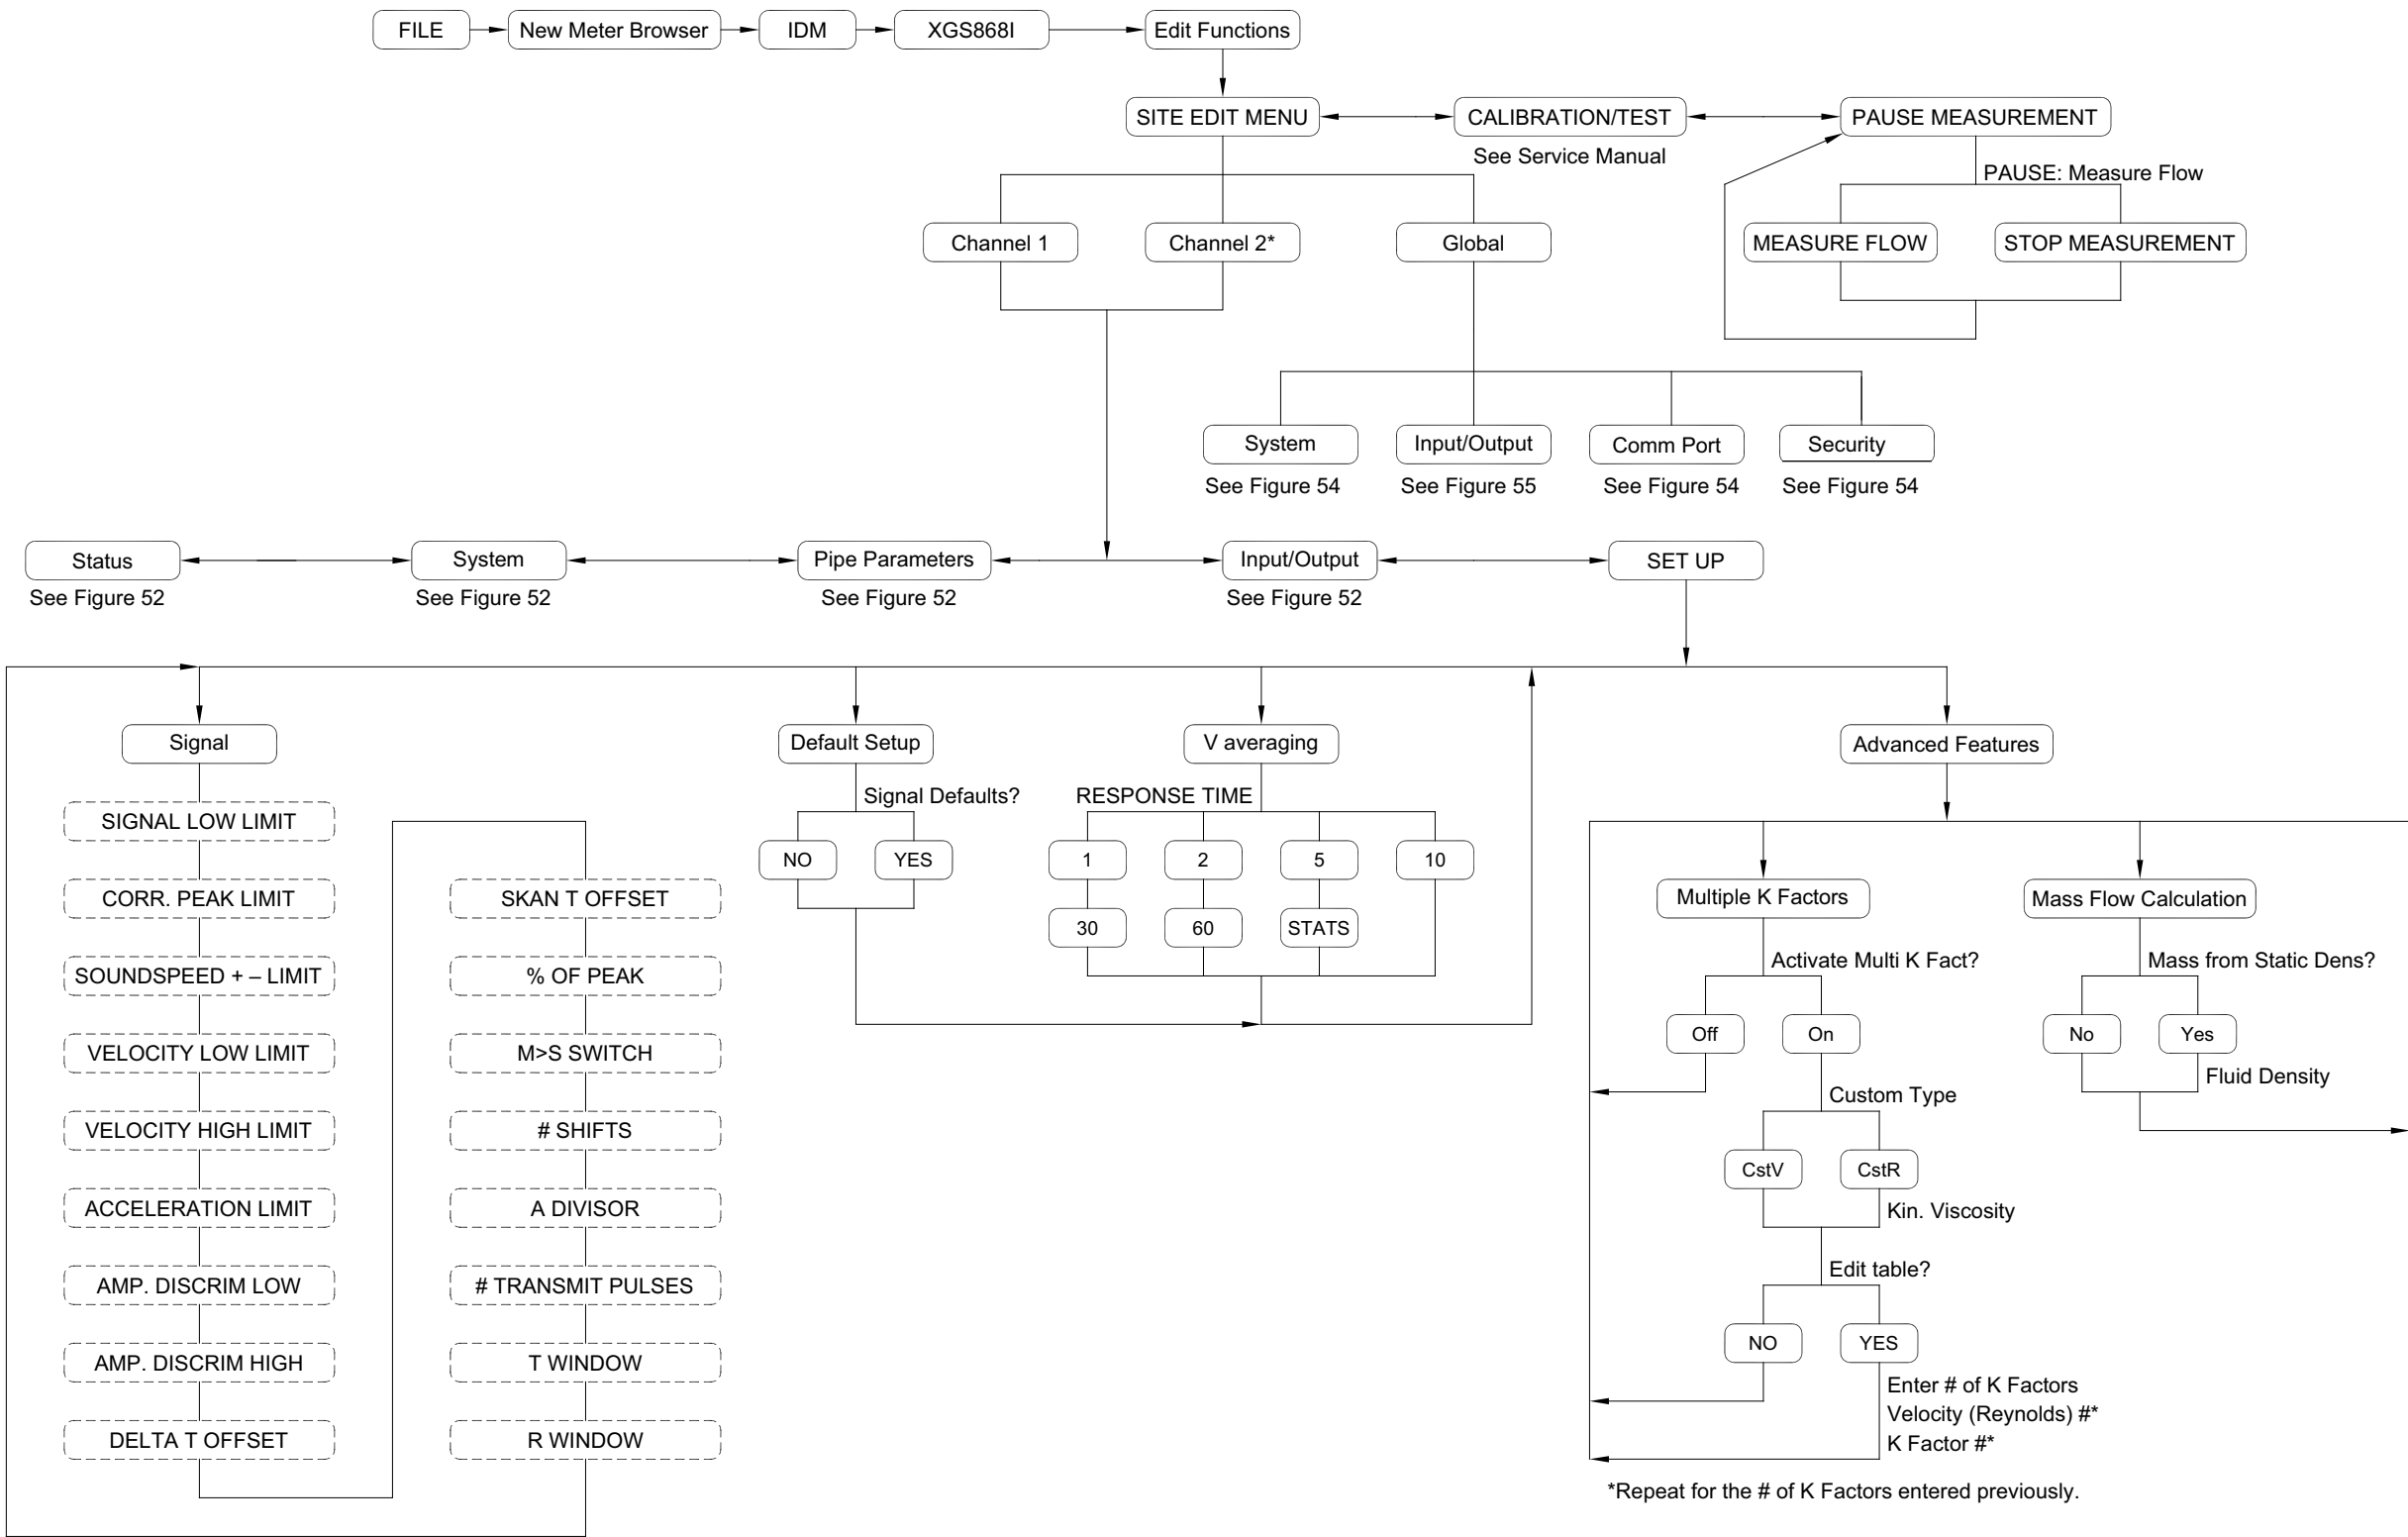 FILE
New Meter Browser
IDM
XGS868I
Edit Functions
SITE EDIT MENU
CALIBRATION/TEST
PAUSE MEASUREMENT
See Service Manual
PAUSE: Measure Flow
Channel 1
Channel 2*
Global
MEASURE FLOW
STOP MEASUREMENT
System
Input/Output
Comm Port
Security
See Figure 54
See Figure 55
See Figure 54
See Figure 54
Status
System
Pipe Parameters
Input/Output
SET UP
See Figure 52
See Figure 52
See Figure 52
See Figure 52
Signal
Default Setup
V averaging
Advanced Features
SIGNAL LOW LIMIT
CORR. PEAK LIMIT
SOUNDSPEED + – LIMIT
VELOCITY LOW LIMIT
VELOCITY HIGH LIMIT
ACCELERATION LIMIT
AMP. DISCRIM LOW
AMP. DISCRIM HIGH
DELTA T OFFSET
SKAN T OFFSET
% OF PEAK
M>S SWITCH
# SHIFTS
A DIVISOR
# TRANSMIT PULSES
T WINDOW
R WINDOW
Signal Defaults?
NO
YES
RESPONSE TIME
1
2
5
10
30
60
STATS
Multiple K Factors
Activate Multi K Fact?
Off
On
Custom Type
CstV
CstR
Kin. Viscosity
Edit table?
NO
YES
Enter # of K Factors
Velocity (Reynolds) #*
K Factor #*
Mass Flow Calculation
Mass from Static Dens?
No
Yes
Fluid Density
*Repeat for the # of K Factors entered previously.